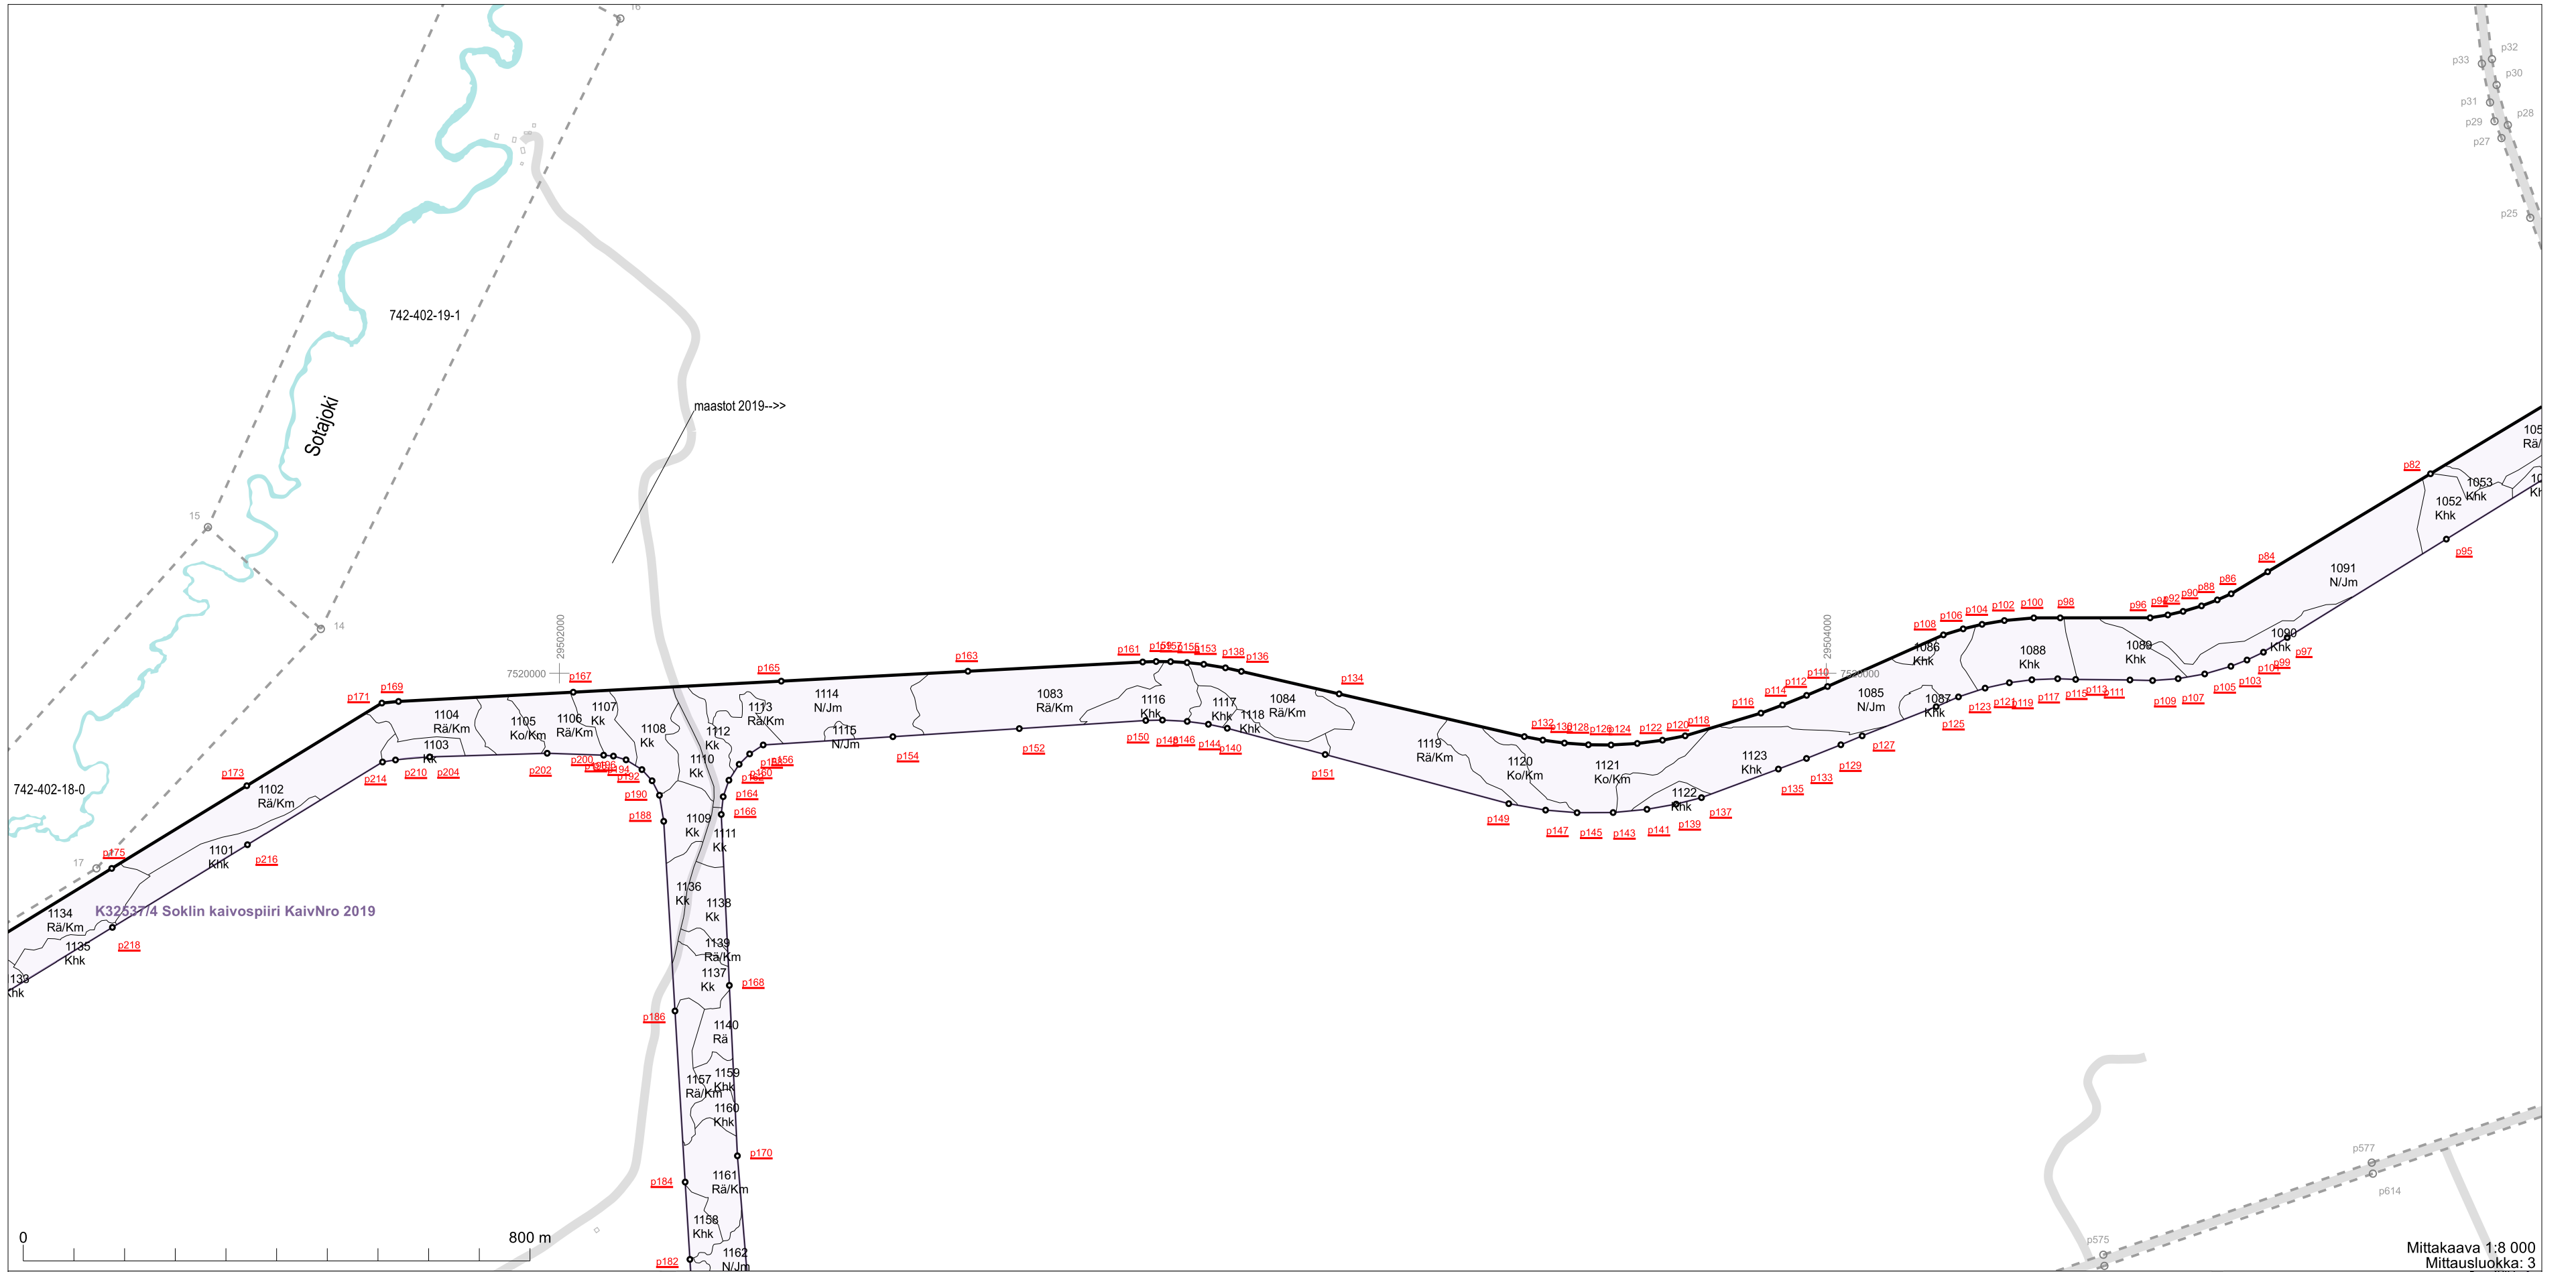 16
p32
p33
p30
p31
p28
p29
p27
p25
742-402-19-1
Sotajoki
maastot 2019-->>
15
14
17
742-402-18-0
29502000
7520000
29504000
p82
1053
Khk
1052
Khk
p95
p84
1091
N/Jm
p86
p88
p90
p92
p96
p98
p100
p102
p104
p106
p108
1086
Khk
1088
Khk
1089
Khk
1090
Khk
p97
p99
p103
p105
p107
p109
p111
p113
p115
p117
p119
p121
p123
p125
1087
Khk
1085
N/Jm
p110
p112
p114
p116
p118
p120
p122
p124
p126
p128
p130
p132
p127
p129
p133
p135
p137
p139
p141
p143
p145
p147
p149
1123
Khk
1122
Khk
1121
Ko/Km
1120
Ko/Km
1119
Rä/Km
p134
p136
p138
p153
p155
p157
p161
p163
p165
p167
p169
p171
p173
p175
1084
Rä/Km
1118
Khk
1117
Khk
1116
Khk
1083
Rä/Km
p151
p140
p144
p146
p150
p152
p154
p156
p160
p164
p166
1114
N/Jm
1115
N/Jm
1113
Rä/Km
1112
Kk
1110
Kk
1108
Kk
1107
Kk
1106
Rä/Km
1105
Ko/Km
1104
Rä/Km
1103
Kk
p214
p210
p204
p202
p200
p194
p192
p190
p188
1109
Kk
1111
Kk
1102
Rä/Km
1101
Khk
p216
K32537/4 Soklin kaivospiiri KaivNro 2019
1134
Rä/Km
1135
Khk
p218
1136
Kk
1138
Kk
1139
Rä/Km
1137
Kk
p168
p186
1140
Rä
1157
Rä/Km
1159
Khk
1160
Khk
p170
1161
Rä/Km
p184
1158
Khk
1162
N/Jm
p182
p577
p614
p575
0
800 m
Mittakaava 1:8 000
Mittausluokka: 3